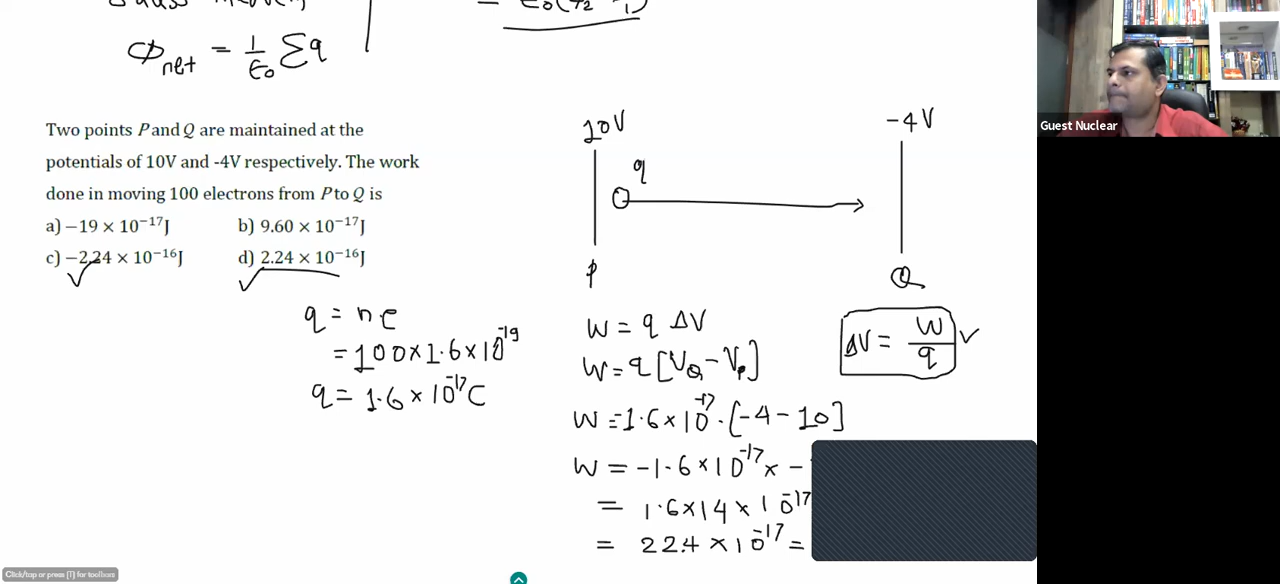 Φnet = 1/ε₀ Σq
Two points P and Q are maintained at the
potentials of 10V and -4V respectively. The work
done in moving 100 electrons from P to Q is
a) −19 × 10⁻¹⁷J b) 9.60 × 10⁻¹⁷J
c) −2.24 × 10⁻¹⁶J d) 2.24 × 10⁻¹⁶J
q = ne
= 100 × 1.6 × 10⁻¹⁹
q = 1.6 × 10⁻¹⁷ C
10V
-4V
q
P
Q
W = q ΔV
W = q [V_Q − V_P]
W = -1.6 × 10⁻¹⁷ · [-4 - 10]
W = -1.6 × 10⁻¹⁷ × -
= 1.6 × 14 × 10⁻¹⁷
= 22.4 × 10⁻¹⁷ =
ΔV = W/q
Guest Nuclear
Click/tap or press [T] for toolbars